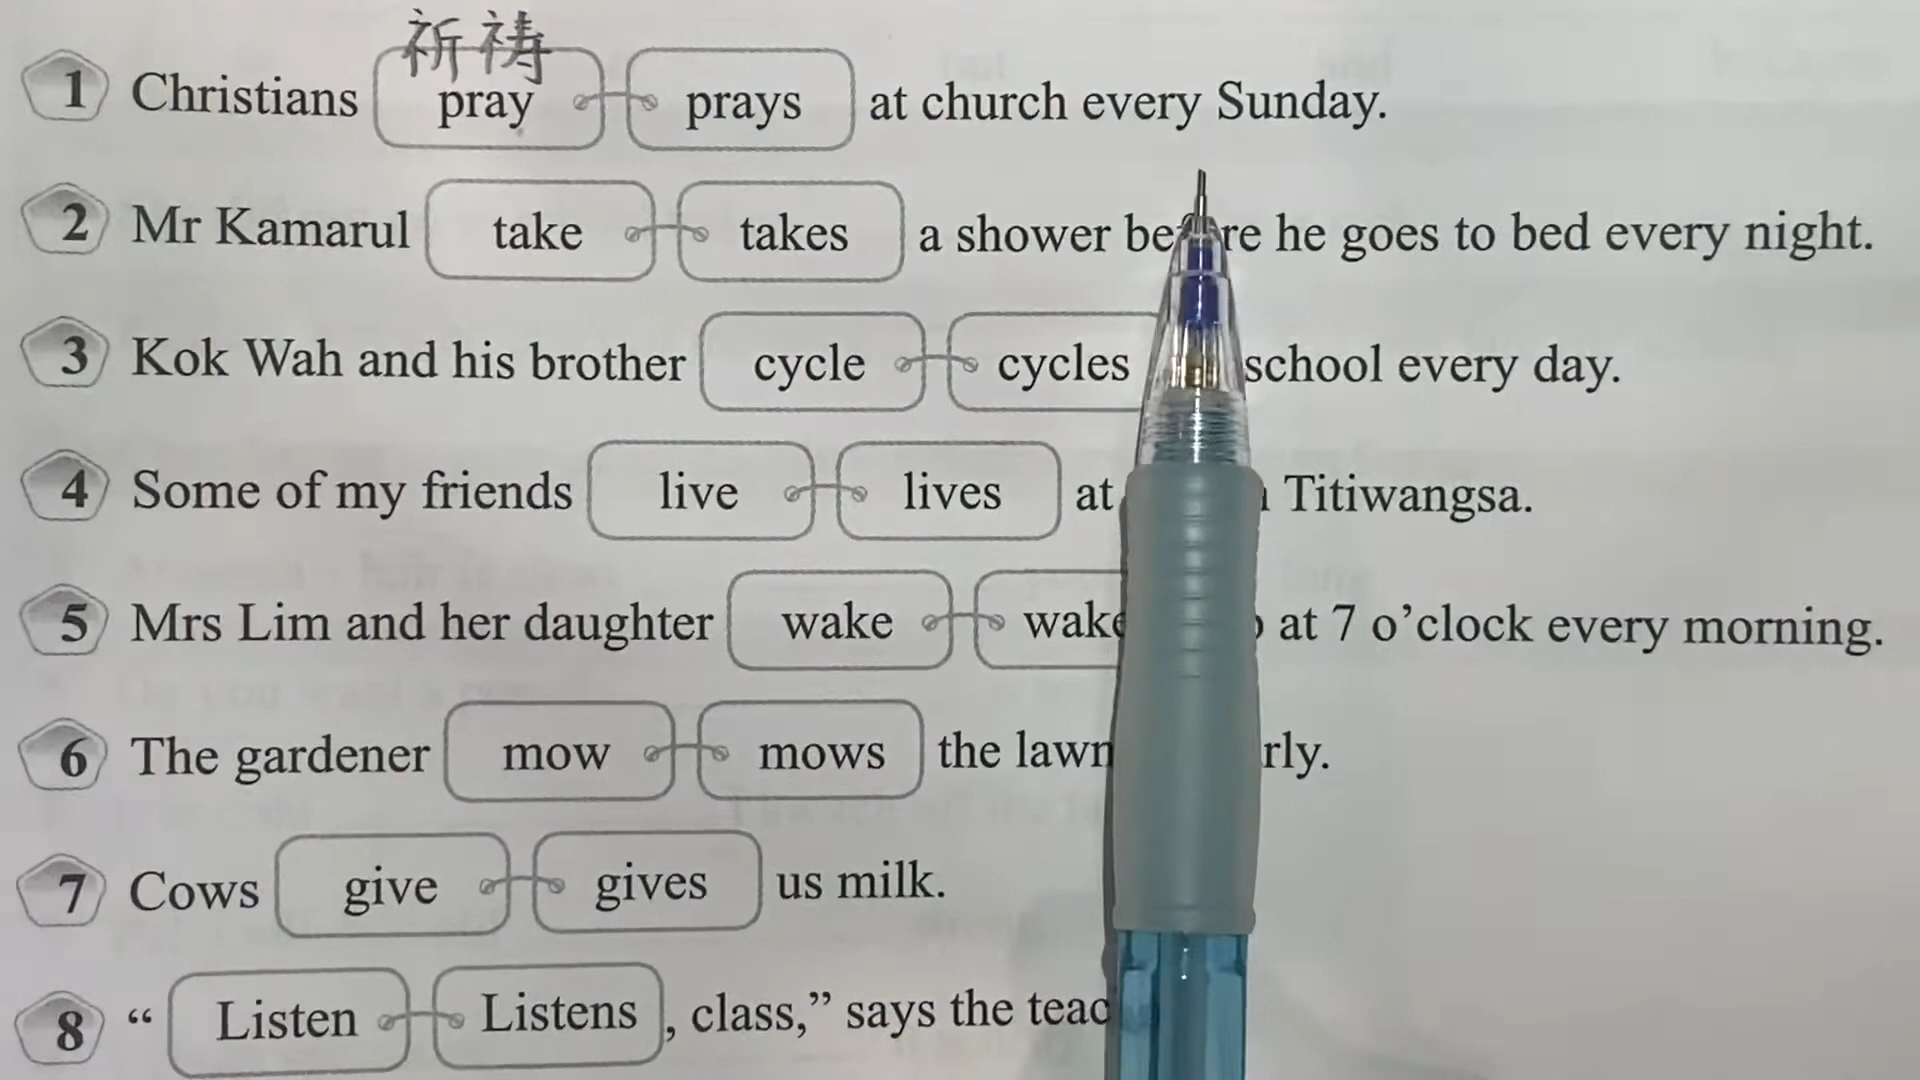 祈祷
1 Christians pray prays at church every Sunday.
2 Mr Kamarul take takes a shower before he goes to bed every night.
3 Kok Wah and his brother cycle cycles school every day.
4 Some of my friends live lives at Titiwangsa.
5 Mrs Lim and her daughter wake at 7 o’clock every morning.
6 The gardener mow mows the lawn
7 Cows give gives us milk.
8 “ Listen Listens , class,” says the